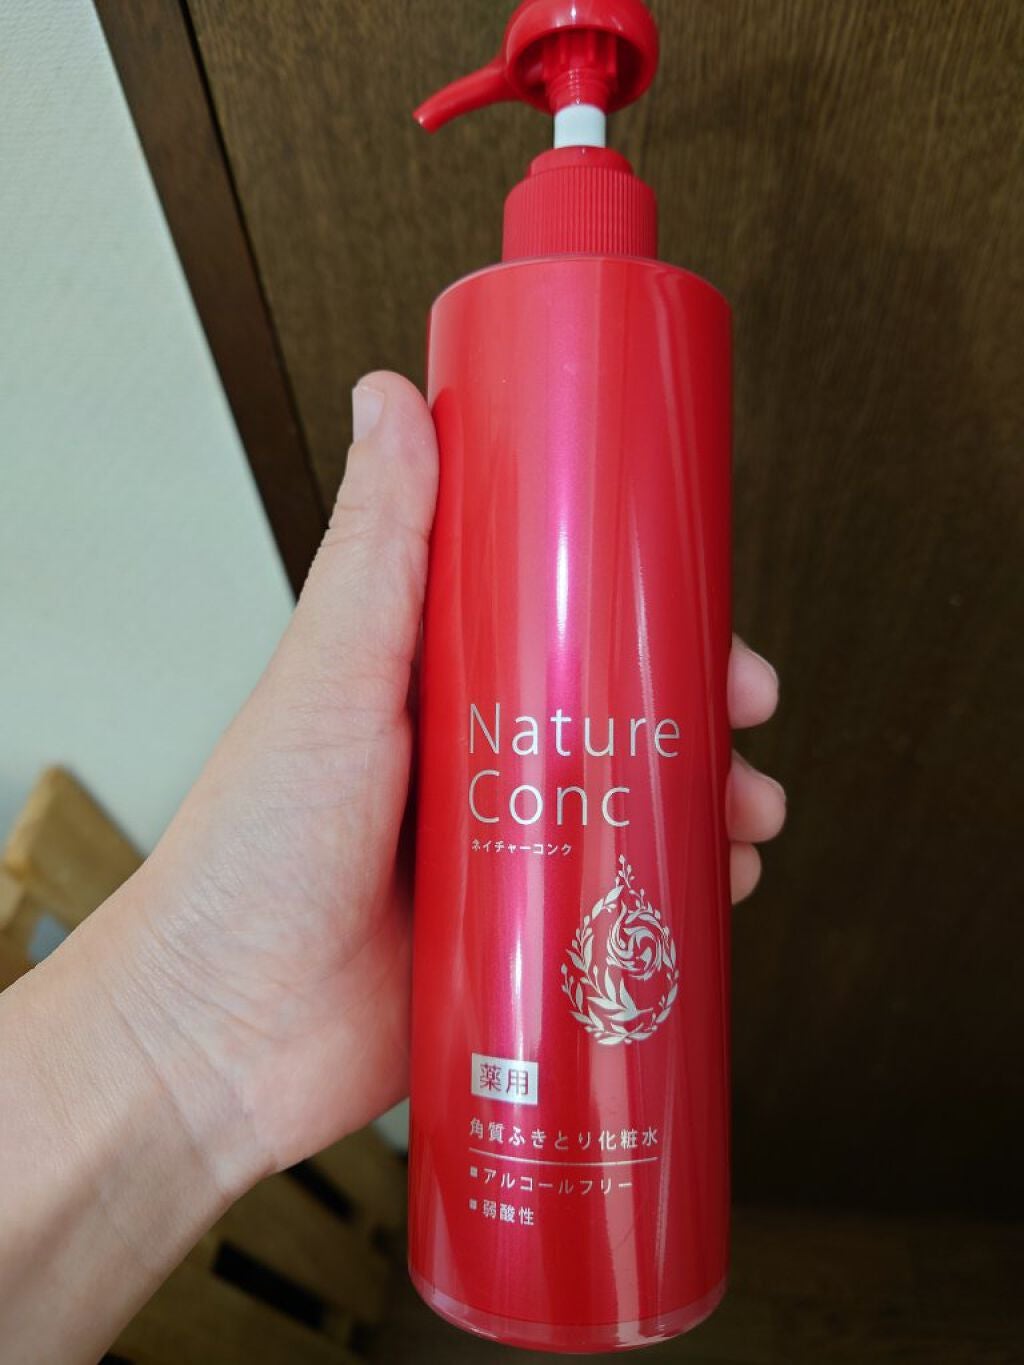 Nature
Conc
ネイチャーコンク
薬用
角質ふきとり化粧水
アルコールフリー
弱酸性